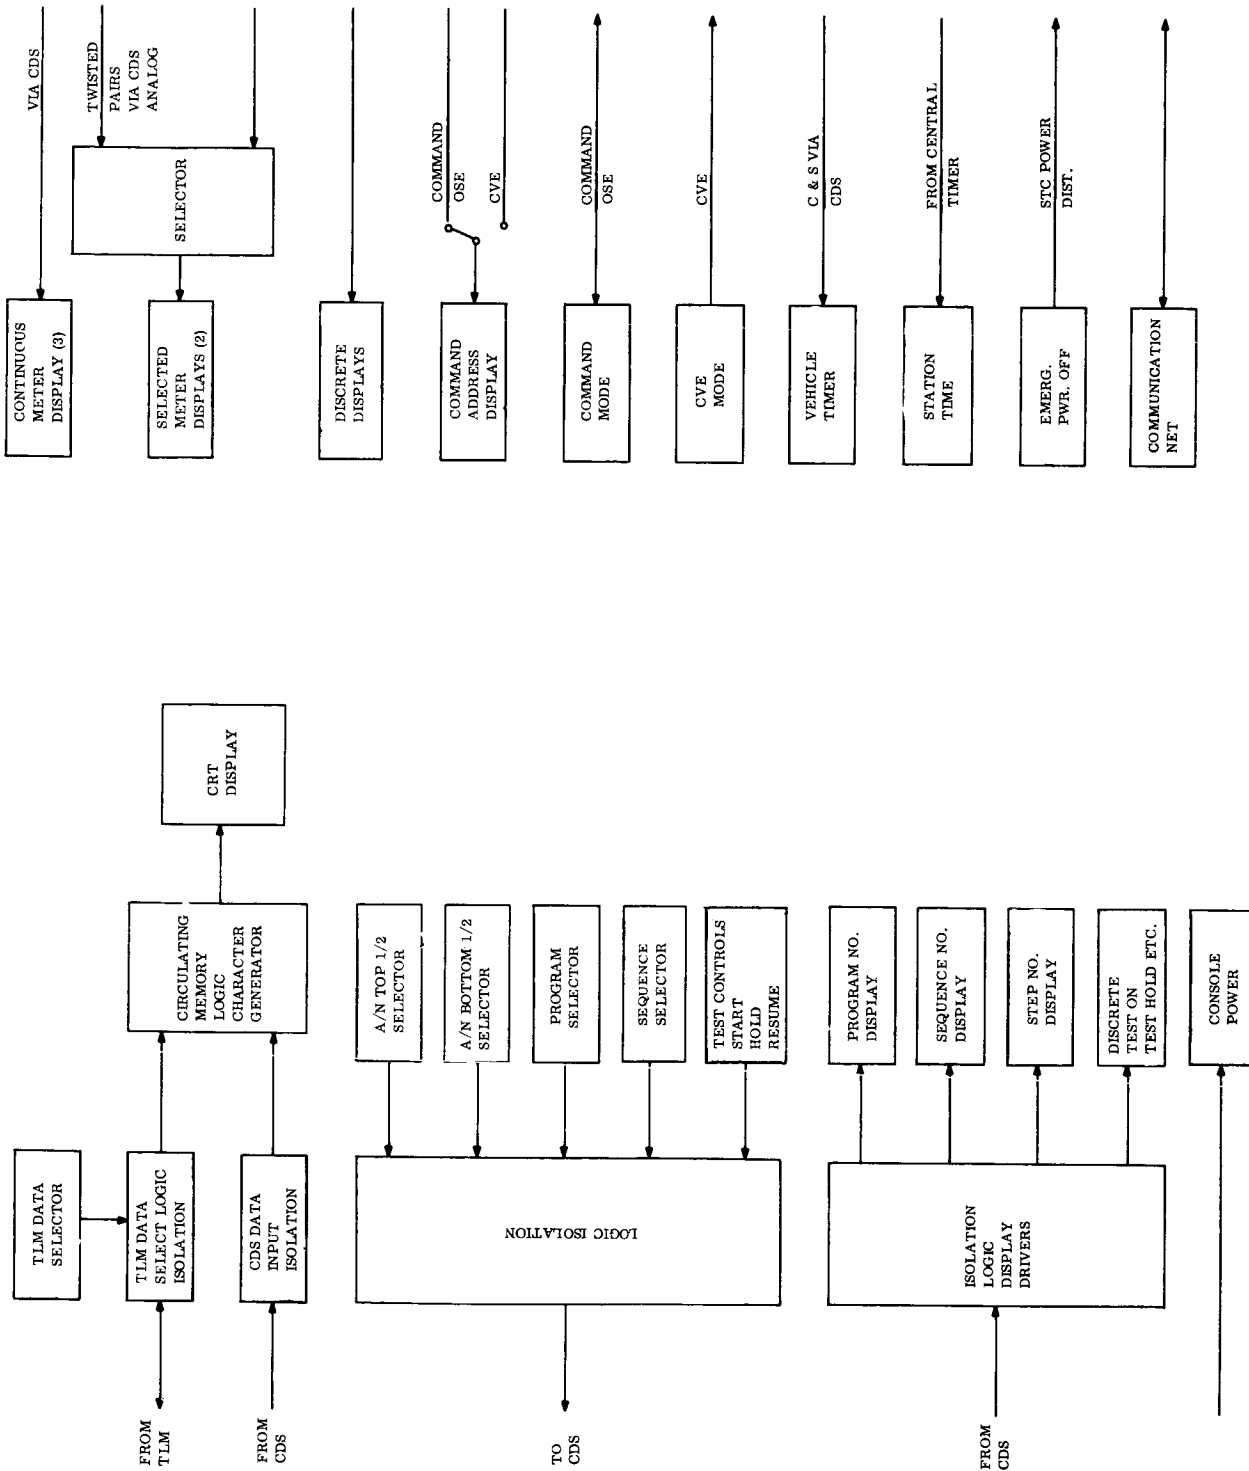 VIA CDS
TWISTED
PAIRS
VIA CDS
ANALOG
SELECTOR
CONTINUOUS
METER
DISPLAY (3)
SELECTED
METER
DISPLAYS (2)
DISCRETE
DISPLAYS
COMMAND
OSE
CVE
COMMAND
ADDRESS
DISPLAY
COMMAND
OSE
COMMAND
MODE
CVE
CVE
MODE
C & S VIA
CDS
VEHICLE
TIMER
FROM CENTRAL
TIMER
STATION
TIME
STC POWER
DIST.
EMERG.
PWR. OFF
COMMUNICATION
NET
CRT
DISPLAY
CIRCULATING
MEMORY
LOGIC
CHARACTER
GENERATOR
TLM DATA
SELECTOR
TLM DATA
SELECT LOGIC
ISOLATION
CDS DATA
INPUT
ISOLATION
FROM
TLM
FROM
CDS
A/N TOP 1/2
SELECTOR
A/N BOTTOM 1/2
SELECTOR
PROGRAM
SELECTOR
SEQUENCE
SELECTOR
TEST CONTROLS
START
HOLD
RESUME
LOGIC ISOLATION
TO
CDS
PROGRAM NO.
DISPLAY
SEQUENCE NO.
DISPLAY
STEP NO.
DISPLAY
DISCRETE
TEST ON
TEST HOLD ETC.
CONSOLE
POWER
ISOLATION
LOGIC
DISPLAY
DRIVERS
FROM
CDS